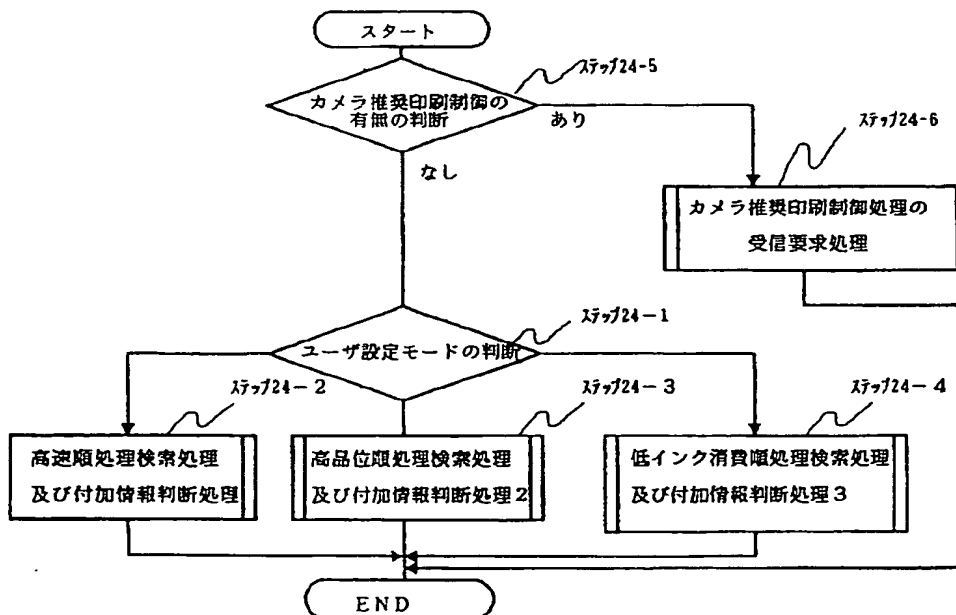 スタート
ステップ24-5
カメラ推奨印刷制御の
有無の判断
あり
なし
ステップ24-6
カメラ推奨印刷制御処理の
受信要求処理
ステップ24-1
ユーザ設定モードの判断
ステップ24-2
ステップ24-3
ステップ24-4
高速順処理検索処理
及び付加情報判断処理
高品位順処理検索処理
及び付加情報判断処理2
低インク消費順処理検索処理
及び付加情報判断処理3
END